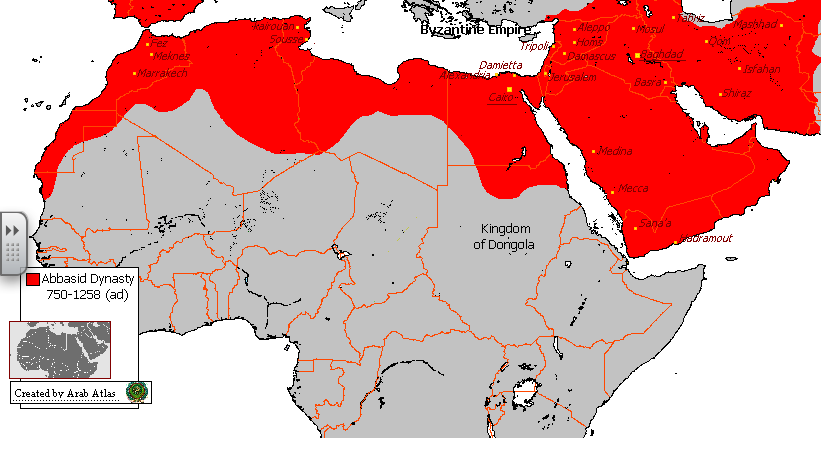 Byzantine Empire
Kairouan
Sousse
Fez
Meknas
Marrakech
Tripoli
Aleppo
Homs
Damascus
Mosul
Tabriz
Mashhad
Qom
Baghdad
Isfahan
Damietta
Alexandria
Jerusalem
Cairo
Basra
Shiraz
Medina
Mecca
Sana'a
Hadramout
Kingdom
of Dongola
Abbasid Dynasty
750-1258 (ad)
Created by Arab Atlas